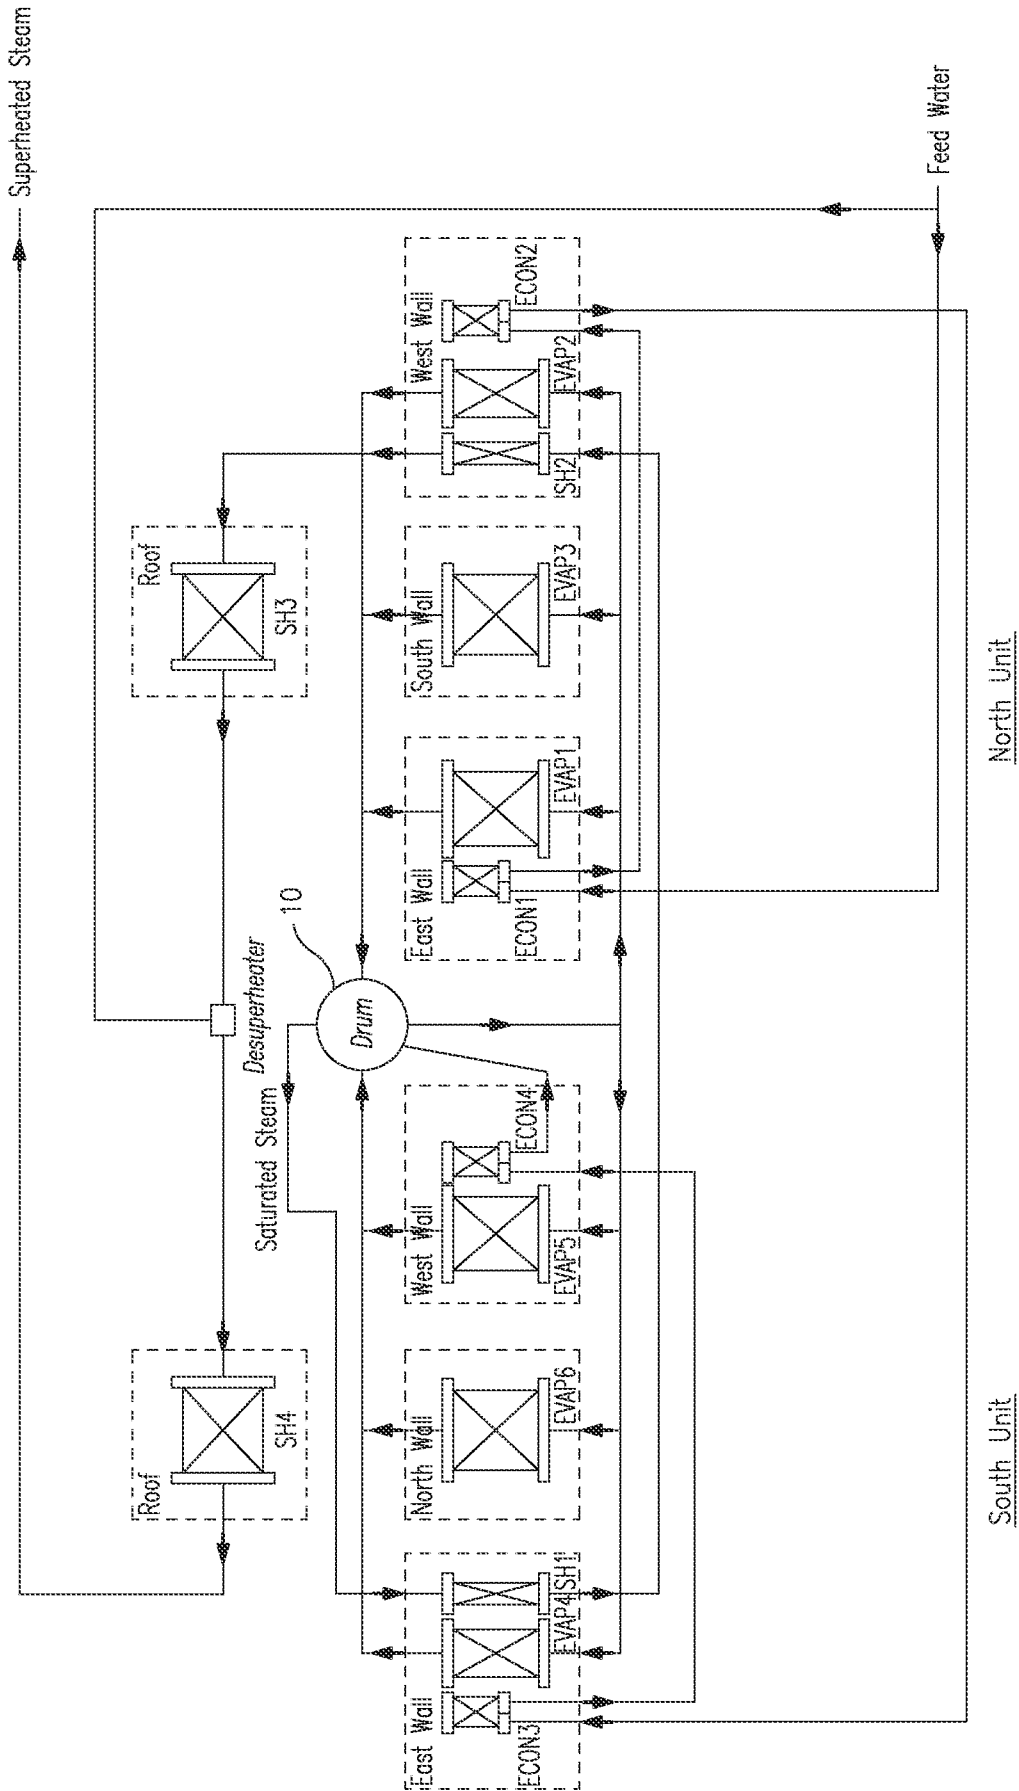 Superheated Steam
Feed Water
West Wall
ECON2
EVAP2
SH2
Roof
SH3
South Wall
EVAP3
East Wall
EVAP1
ECON1
North Unit
10
Desuperheater
Drum
Saturated Steam
West Wall
ECON4
EVAP5
Roof
SH4
North Wall
EVAP6
East Wall
SH1
EVAP4
ECON3
South Unit